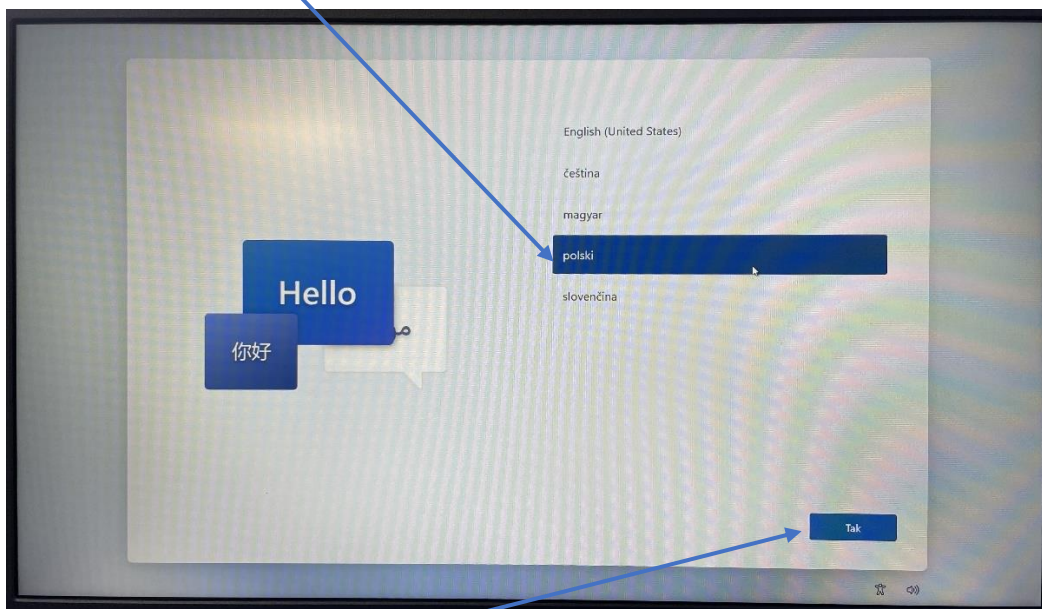 English (United States)
čeština
magyar
polski
slovenčina
Hello
你好
Tak